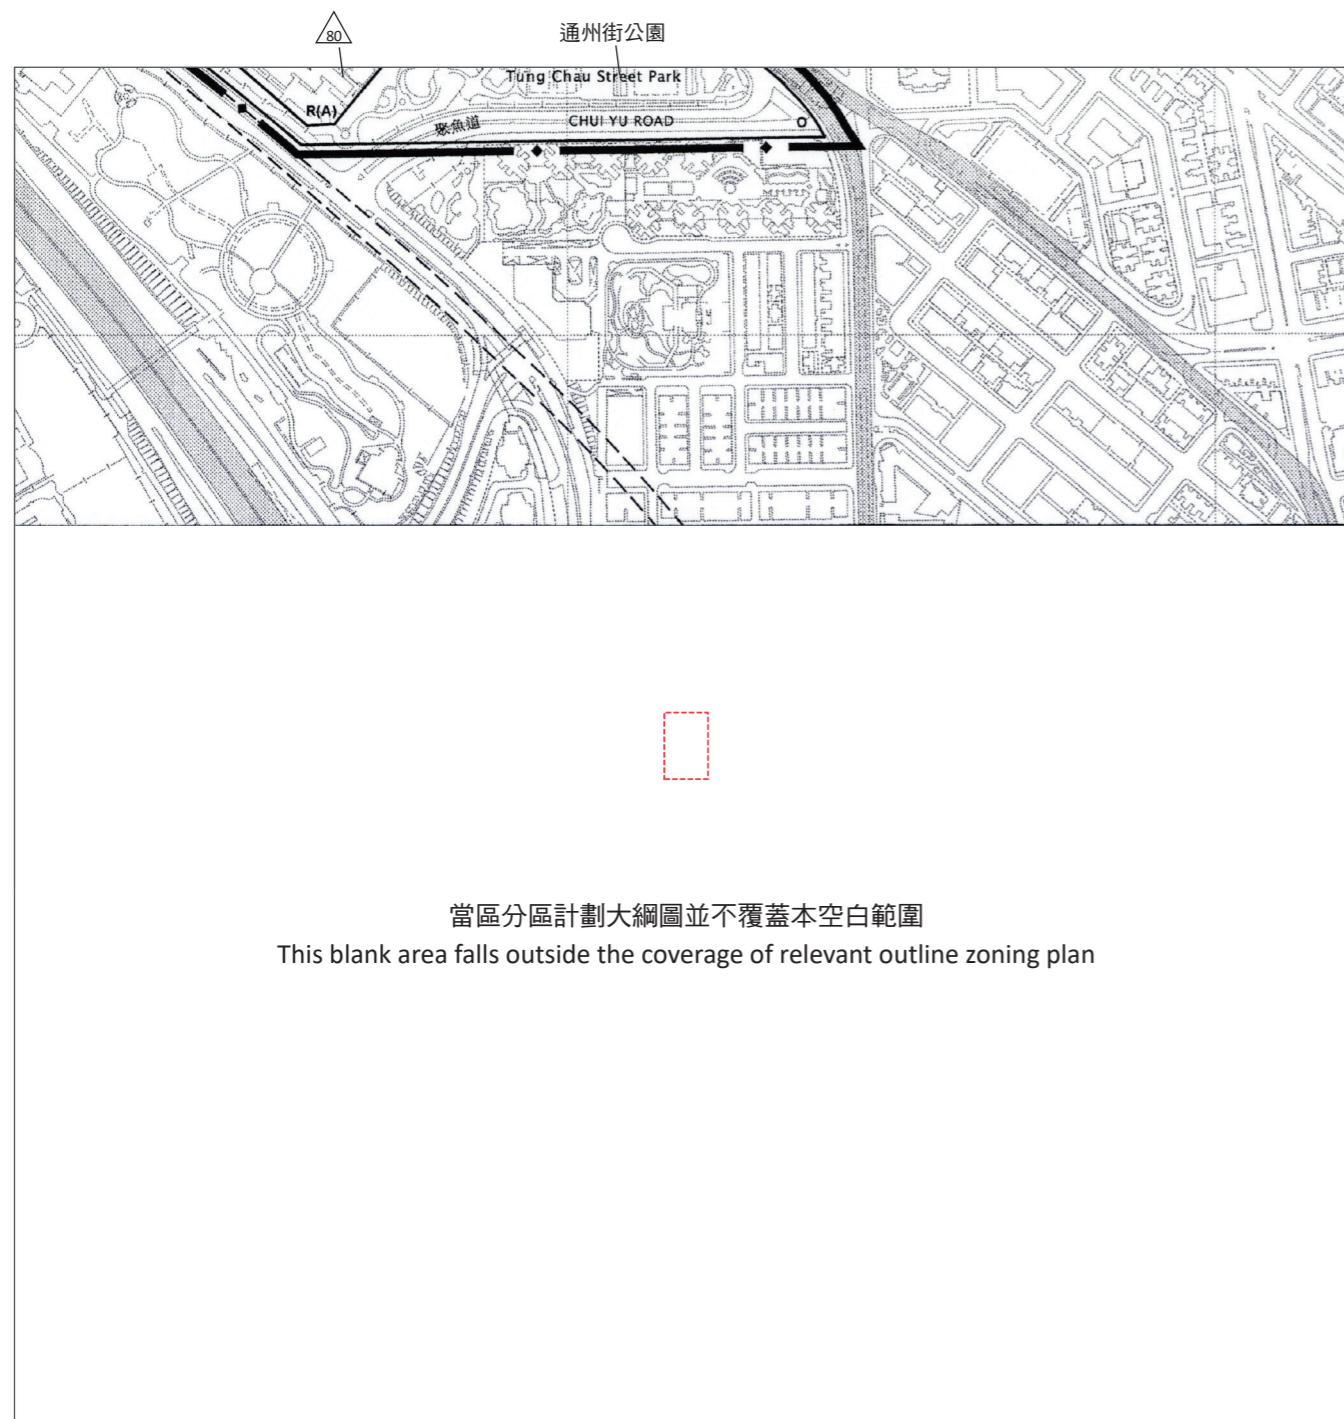 80
通州街公園
Tung Chau Street Park
R(A)
聚魚道
CHUI YU ROAD
O
當區分區計劃大綱圖並不覆蓋本空白範圍
This blank area falls outside the coverage of relevant outline zoning plan